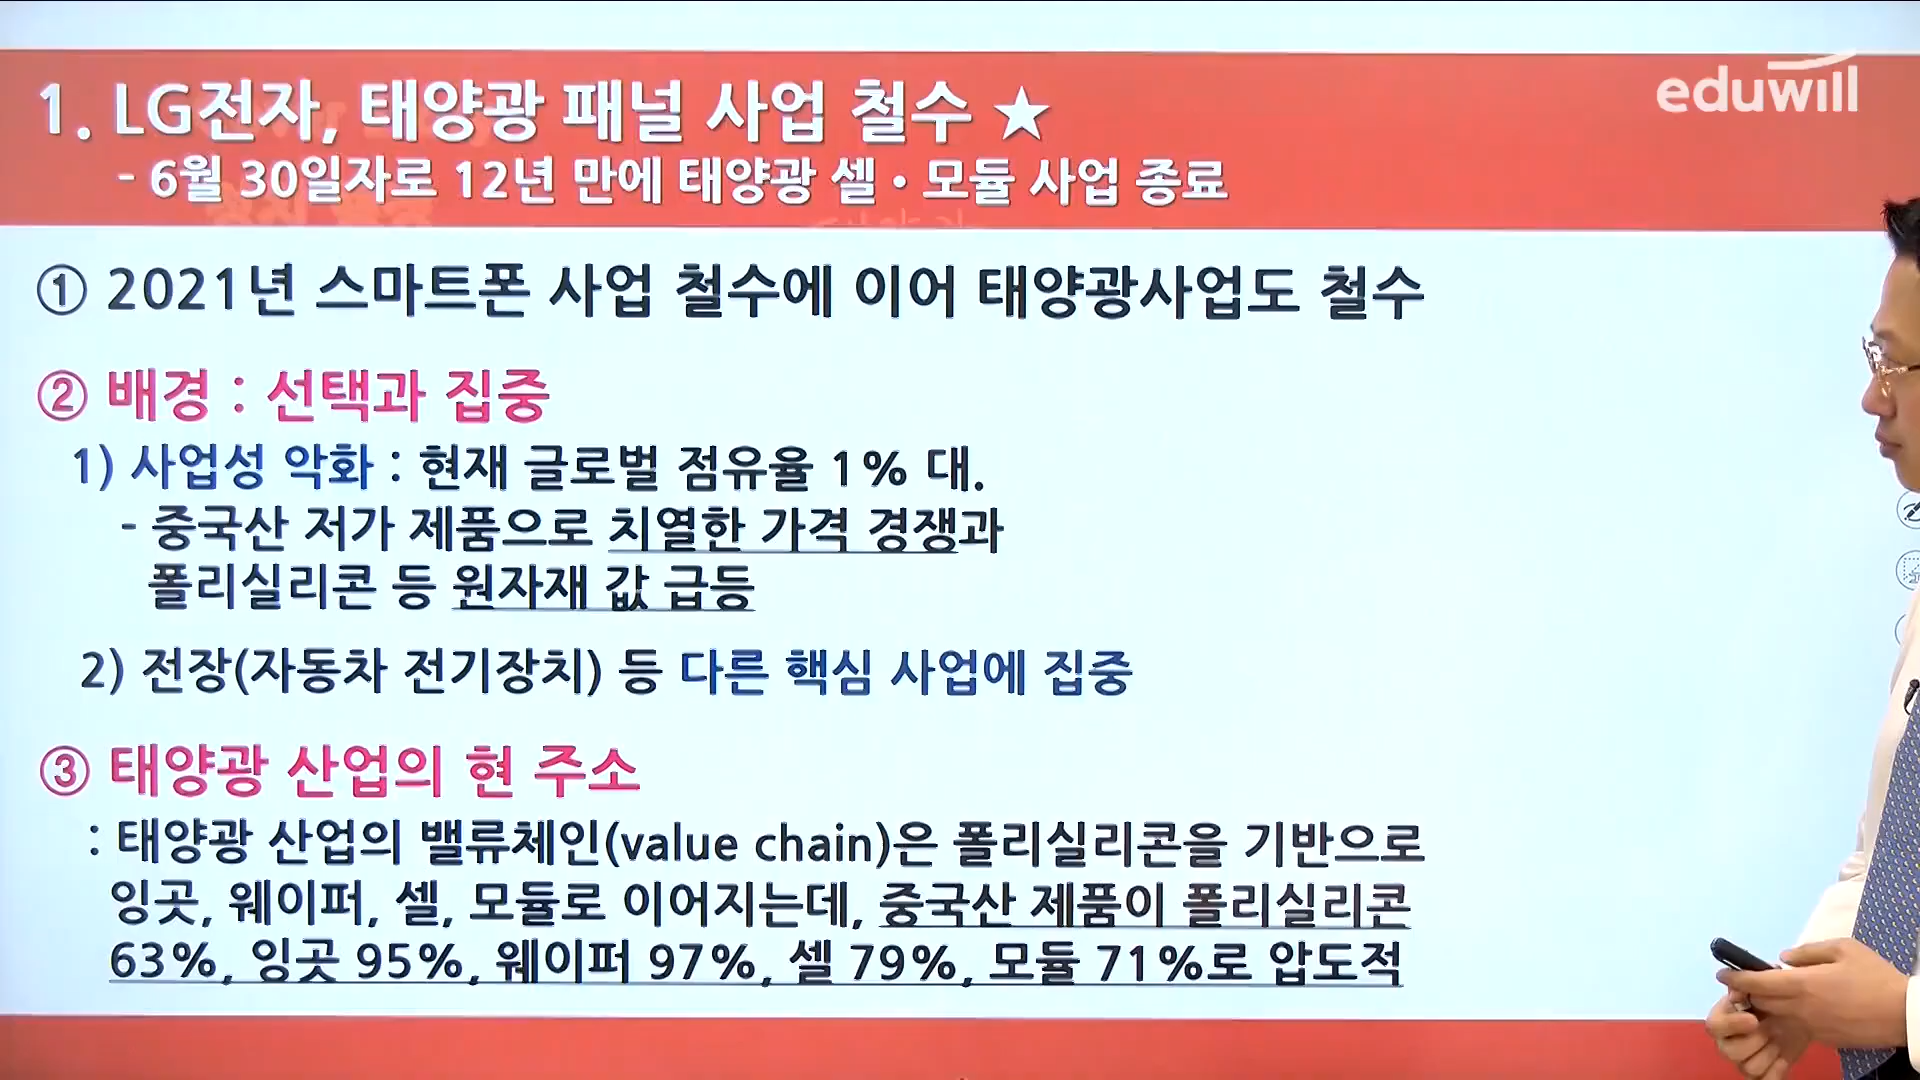 eduwill
1. LG전자, 태양광 패널 사업 철수 ★
- 6월 30일자로 12년 만에 태양광 셀・모듈 사업 종료
① 2021년 스마트폰 사업 철수에 이어 태양광사업도 철수
② 배경 : 선택과 집중
1) 사업성 악화 : 현재 글로벌 점유율 1% 대.
- 중국산 저가 제품으로 치열한 가격 경쟁과
폴리실리콘 등 원자재 값 급등
2) 전장(자동차 전기장치) 등 다른 핵심 사업에 집중
③ 태양광 산업의 현 주소
: 태양광 산업의 밸류체인(value chain)은 폴리실리콘을 기반으로
잉곳, 웨이퍼, 셀, 모듈로 이어지는데, 중국산 제품이 폴리실리콘
63%, 잉곳 95%, 웨이퍼 97%, 셀 79%, 모듈 71%로 압도적